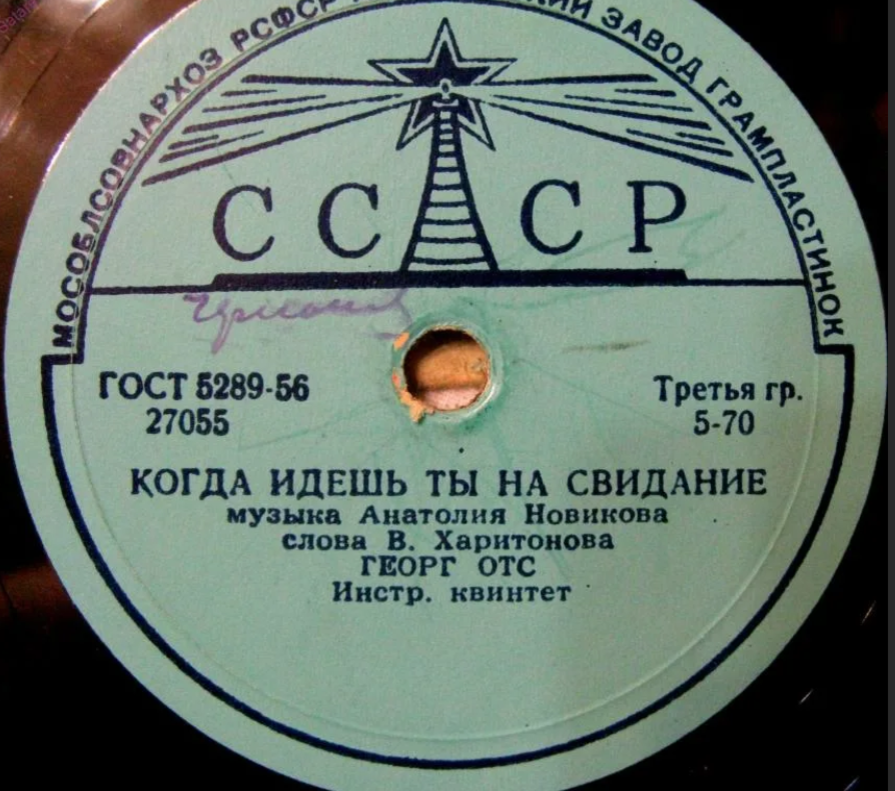 МОСОБЛСОВНАРХОЗ РСФСР ЗАВОД ГРАМПЛАСТИНОК
СССР
ГОСТ 5289-56
27055
Третья гр.
5-70
КОГДА ИДЕШЬ ТЫ НА СВИДАНИЕ
музыка Анатолия Новикова
слова В. Харитонова
ГЕОРГ ОТС
Инстр. квинтет